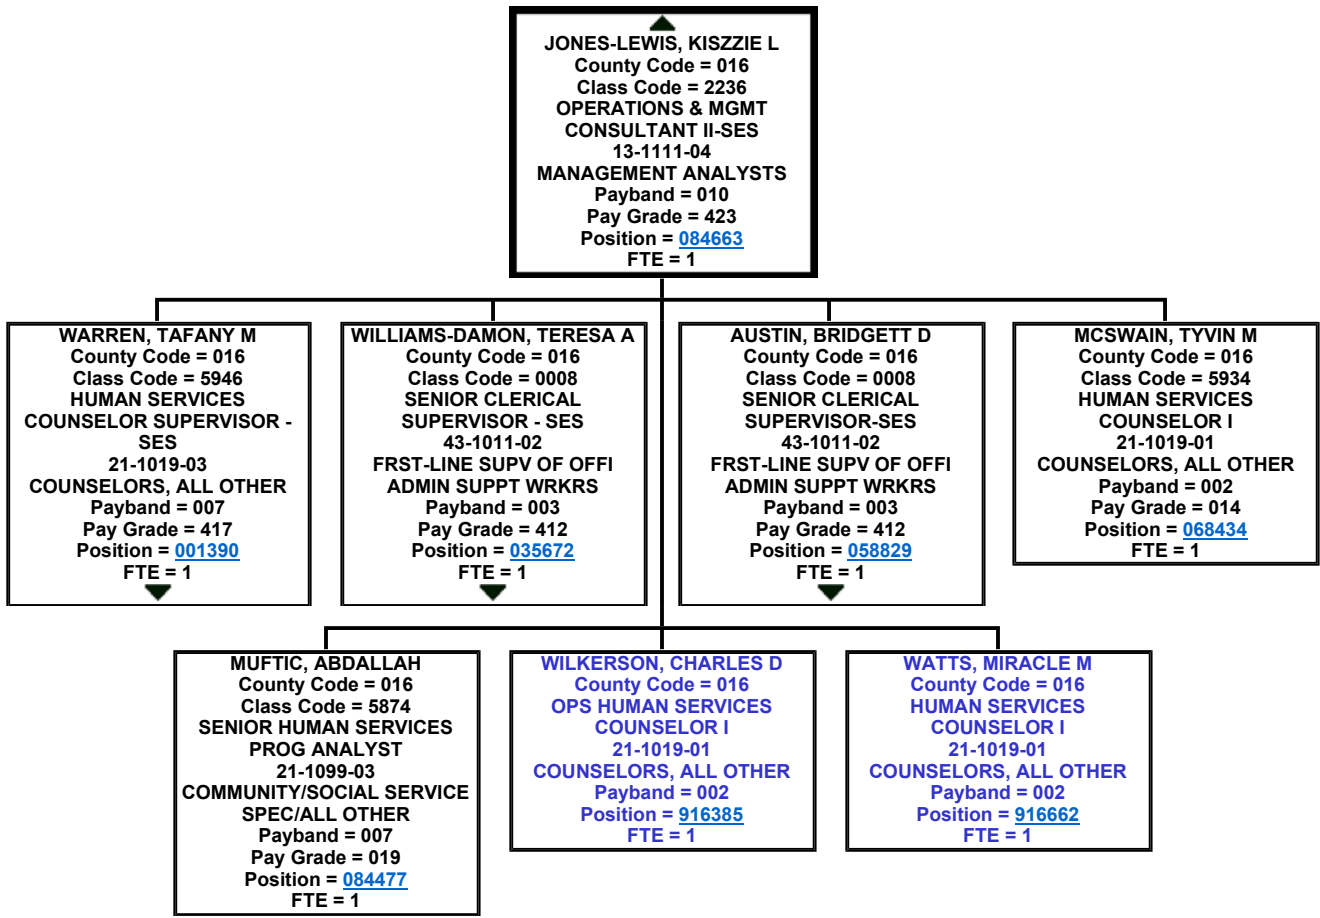 JONES-LEWIS, KISZZIE L
County Code = 016
Class Code = 2236
OPERATIONS & MGMT
CONSULTANT II-SES
13-1111-04
MANAGEMENT ANALYSTS
Payband = 010
Pay Grade = 423
Position = 084663
FTE = 1
WARREN, TAFANY M
County Code = 016
Class Code = 5946
HUMAN SERVICES
COUNSELOR SUPERVISOR -
SES
21-1019-03
COUNSELORS, ALL OTHER
Payband = 007
Pay Grade = 417
Position = 001390
FTE = 1
WILLIAMS-DAMON, TERESA A
County Code = 016
Class Code = 0008
SENIOR CLERICAL
SUPERVISOR - SES
43-1011-02
FRST-LINE SUPV OF OFFI
ADMIN SUPPT WRKRS
Payband = 003
Pay Grade = 412
Position = 035672
FTE = 1
AUSTIN, BRIDGETT D
County Code = 016
Class Code = 0008
SENIOR CLERICAL
SUPERVISOR-SES
43-1011-02
FRST-LINE SUPV OF OFFI
ADMIN SUPPT WRKRS
Payband = 003
Pay Grade = 412
Position = 058829
FTE = 1
MCSWAIN, TYVIN M
County Code = 016
Class Code = 5934
HUMAN SERVICES
COUNSELOR I
21-1019-01
COUNSELORS, ALL OTHER
Payband = 002
Pay Grade = 014
Position = 068434
FTE = 1
MUFTIC, ABDALLAH
County Code = 016
Class Code = 5874
SENIOR HUMAN SERVICES
PROG ANALYST
21-1099-03
COMMUNITY/SOCIAL SERVICE
SPEC/ALL OTHER
Payband = 007
Pay Grade = 019
Position = 084477
FTE = 1
WILKERSON, CHARLES D
County Code = 016
OPS HUMAN SERVICES
COUNSELOR I
21-1019-01
COUNSELORS, ALL OTHER
Payband = 002
Position = 916385
FTE = 1
WATTS, MIRACLE M
County Code = 016
HUMAN SERVICES
COUNSELOR I
21-1019-01
COUNSELORS, ALL OTHER
Payband = 002
Position = 916662
FTE = 1